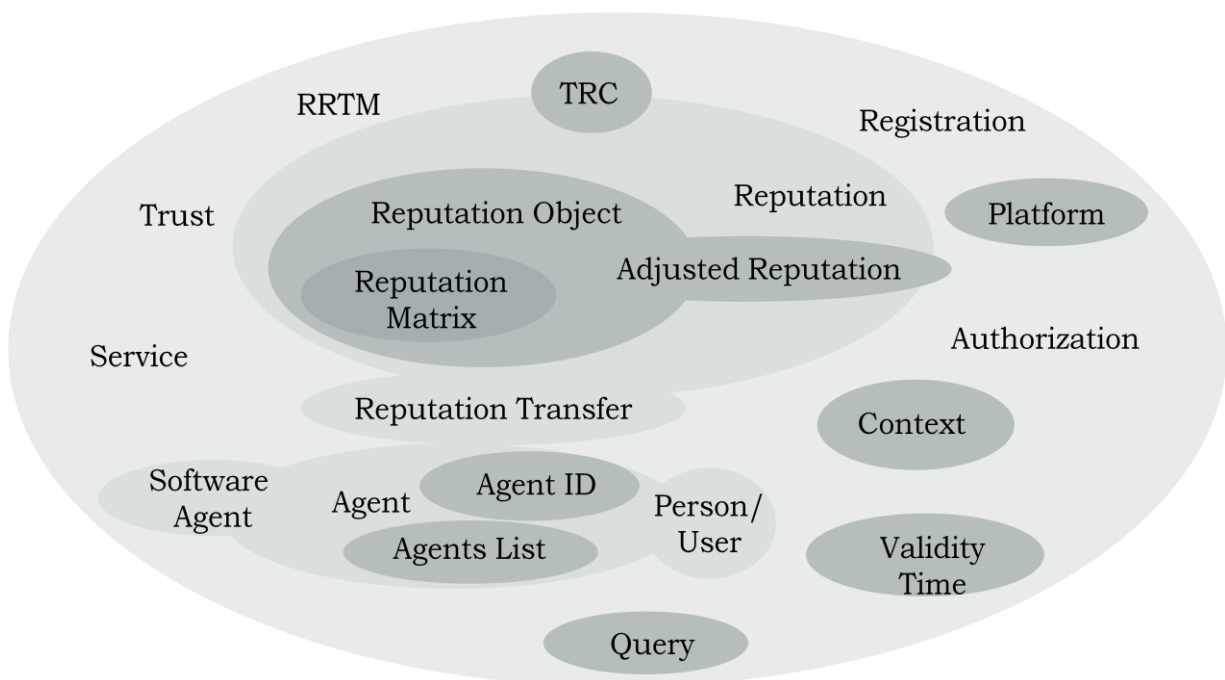 TRC
RRTM
Registration
Trust
Reputation Object
Reputation
Platform
Reputation
Matrix
Adjusted Reputation
Service
Authorization
Reputation Transfer
Context
Software
Agent
Agent
Agent ID
Agents List
Person/
User
Validity
Time
Query